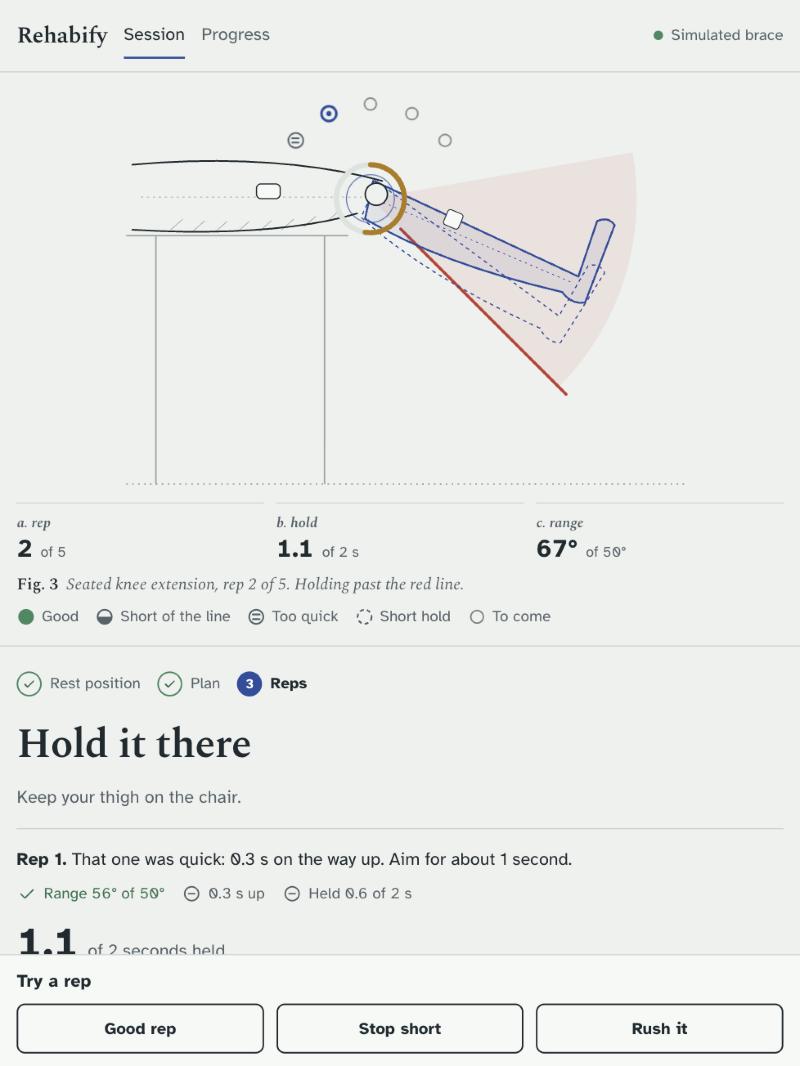 Rehabify Session Progress Simulated brace
a. rep b. hold c. range
2 of 5 1.1 of 2 s 67° of 50°
Fig. 3 Seated knee extension, rep 2 of 5. Holding past the red line.
Good Short of the line Too quick Short hold To come
Rest position Plan 3 Reps
Hold it there
Keep your thigh on the chair.
Rep 1. That one was quick: 0.3 s on the way up. Aim for about 1 second.
Range 56° of 50° 0.3 s up Held 0.6 of 2 s
1.1 of 2 seconds held
Try a rep
Good rep Stop short Rush it